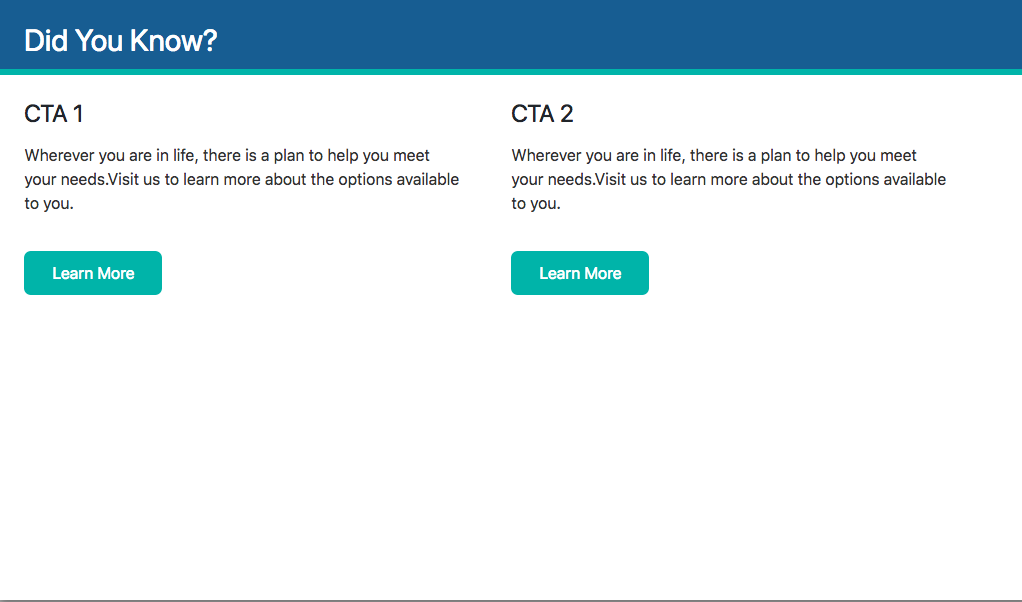 Did You Know?
CTA 1
Wherever you are in life, there is a plan to help you meet
your needs.Visit us to learn more about the options available
to you.
Learn More
CTA 2
Wherever you are in life, there is a plan to help you meet
your needs.Visit us to learn more about the options available
to you.
Learn More